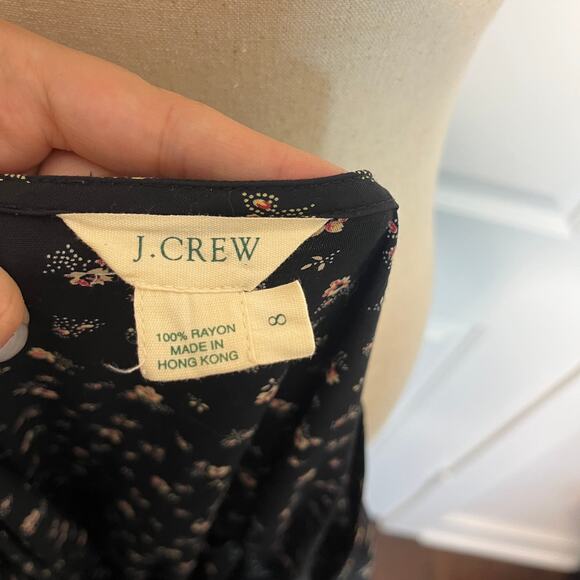 J.CREW
100% RAYON
MADE IN
HONG KONG
8